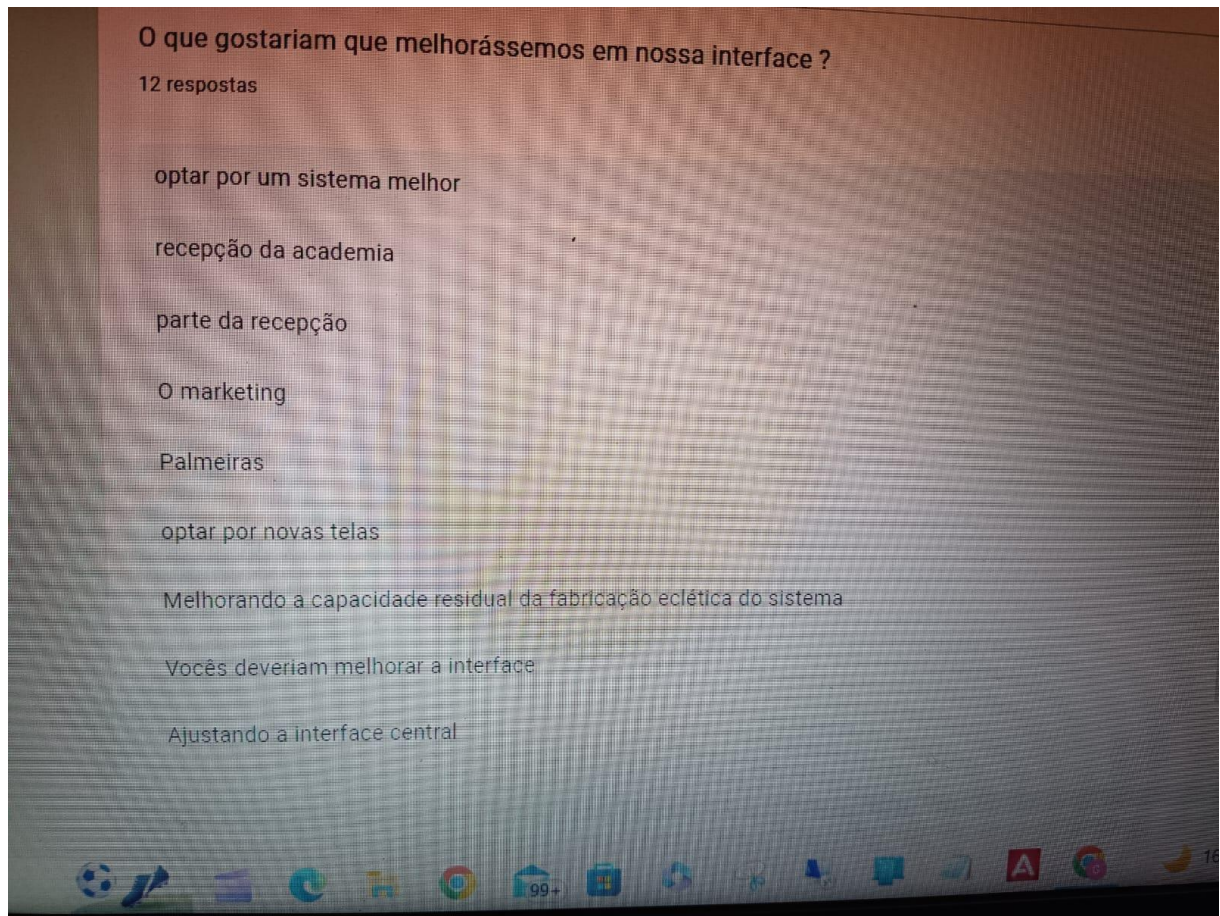 O que gostariam que melhorássemos em nossa interface ?
12 respostas
optar por um sistema melhor
recepção da academia
parte da recepção
O marketing
Palmeiras
optar por novas telas
Melhorando a capacidade residual da fabricação eclética do sistema
Vocês deveriam melhorar a interface
Ajustando a interface central
99+
A